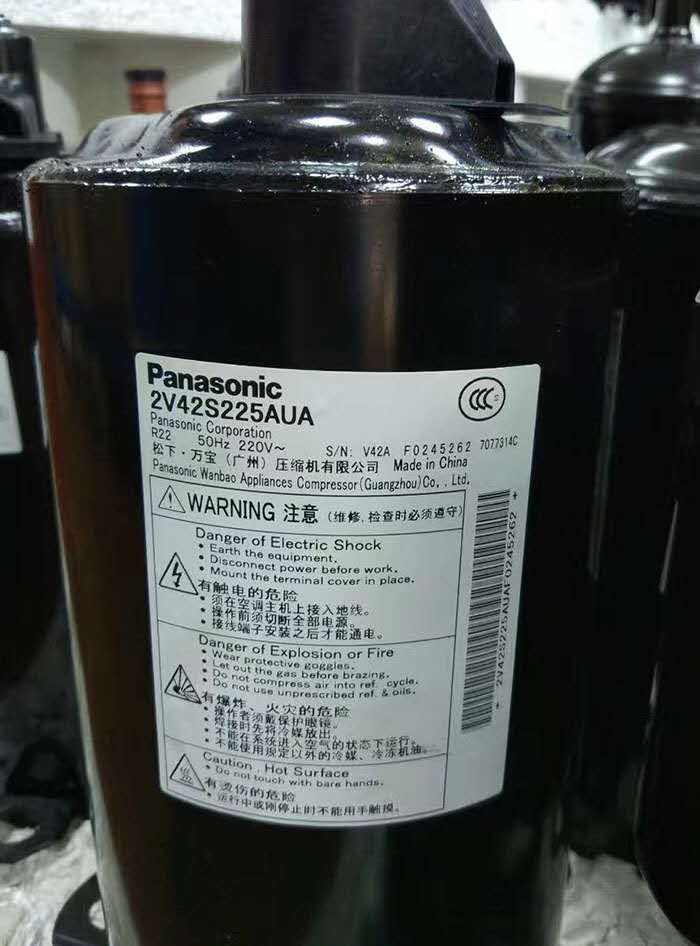 Panasonic
2V42S225AUA
Panasonic Corporation
R22 50Hz 220V~ S/N: V42A F0245262 7077314C
松下·万宝（广州）压缩机有限公司 Made in China
Panasonic Wanbao Appliances Compressor(Guangzhou)Co,. Ltd.
WARNING 注意（维修,检查时必须遵守）
Danger of Electric Shock
• Earth the equipment.
• Disconnect power before work.
• Mount the terminal cover in place.
有触电的危险
• 须在空调主机上接入地线。
• 操作前须切断全部电源。
• 接线端子安装之后才能通电。
Danger of Explosion or Fire
• Wear protective goggles.
• Let out the gas before brazing.
• Do not compress air into ref. cycle.
• Do not use unprescribed ref. & oils.
有爆炸、火灾的危险
• 操作者须戴保护眼镜。
• 焊接时先将冷媒放出。
• 不能在系统进入空气的状态下运行。
• 不能使用规定以外的冷媒、冷冻机油。
Caution , Hot Surface
• Do not touch with bare hands.
有烫伤的危险
• 运行中或刚停止时不能用手触摸。
* 2V42S225AUAF0245262 *
CCC S